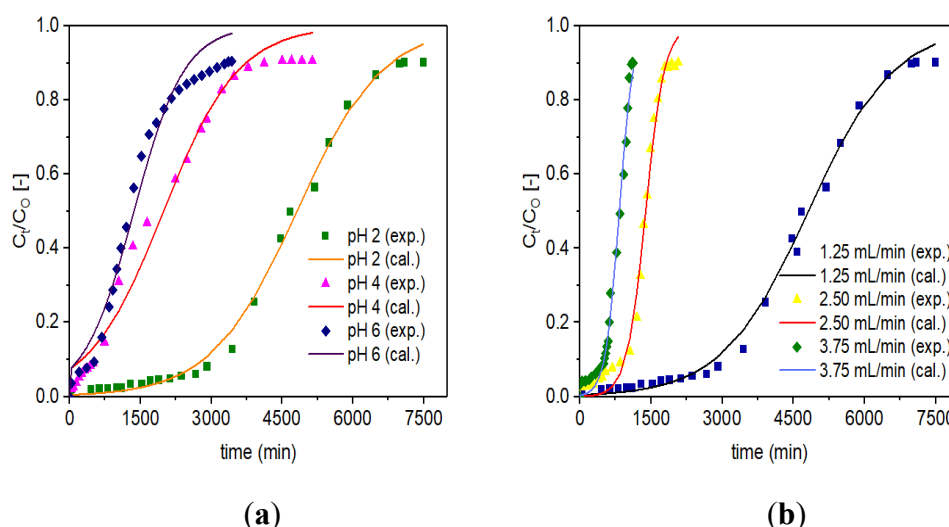 1.0
0.8
0.6
0.4
0.2
0.0
Ct/CO [-]
pH 2 (exp.)
pH 2 (cal.)
pH 4 (exp.)
pH 4 (cal.)
pH 6 (exp.)
pH 6 (cal.)
0 1500 3000 4500 6000 7500
time (min)
(a)
1.0
0.8
0.6
0.4
0.2
0.0
Ct/CO [-]
1.25 mL/min (exp.)
1.25 mL/min (cal.)
2.50 mL/min (exp.)
2.50 mL/min (cal.)
3.75 mL/min (exp.)
3.75 mL/min (cal.)
0 1500 3000 4500 6000 7500
time (min)
(b)